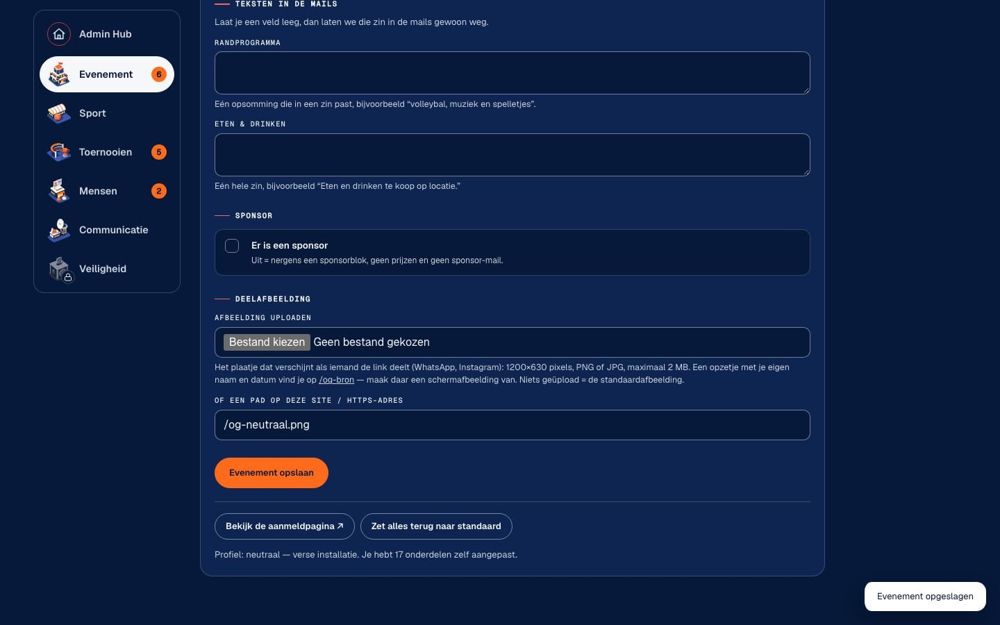 Admin Hub
Evenement 6
Sport
Toernooien 5
Mensen 2
Communicatie
Veiligheid
TEKSTEN IN DE MAILS
Laat je een veld leeg, dan laten we die zin in de mails gewoon weg.
RANDPROGRAMMA
Eén opsomming die in een zin past, bijvoorbeeld “volleybal, muziek en spelletjes”.
ETEN & DRINKEN
Eén hele zin, bijvoorbeeld “Eten en drinken te koop op locatie.”
SPONSOR
Er is een sponsor
Uit = nergens een sponsorblok, geen prijzen en geen sponsor-mail.
DEELAFBEELDING
AFBEELDING UPLOADEN
Bestand kiezen Geen bestand gekozen
Het plaatje dat verschijnt als iemand de link deelt (WhatsApp, Instagram): 1200×630 pixels, PNG of JPG, maximaal 2 MB. Een opzetje met je eigen
naam en datum vind je op /og-bron — maak daar een schermafbeelding van. Niets geüpload = de standaardafbeelding.
OF EEN PAD OP DEZE SITE / HTTPS-ADRES
/og-neutraal.png
Evenement opslaan
Bekijk de aanmeldpagina ↗ Zet alles terug naar standaard
Profiel: neutraal — verse installatie. Je hebt 17 onderdelen zelf aangepast.
Evenement opgeslagen